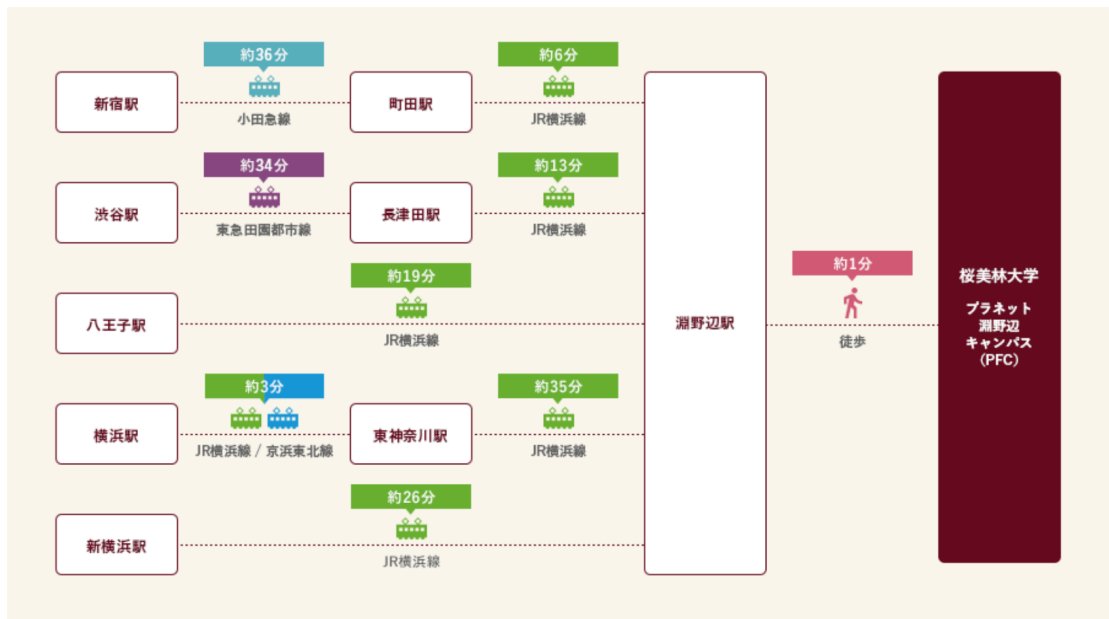 約36分
約6分
新宿駅
小田急線
町田駅
JR横浜線
約34分
約13分
渋谷駅
東急田園都市線
長津田駅
JR横浜線
約19分
八王子駅
JR横浜線
約3分
約35分
横浜駅
JR横浜線 / 京浜東北線
東神奈川駅
JR横浜線
約26分
新横浜駅
JR横浜線
淵野辺駅
約1分
徒歩
桜美林大学
プラネット
淵野辺
キャンパス
(PFC)